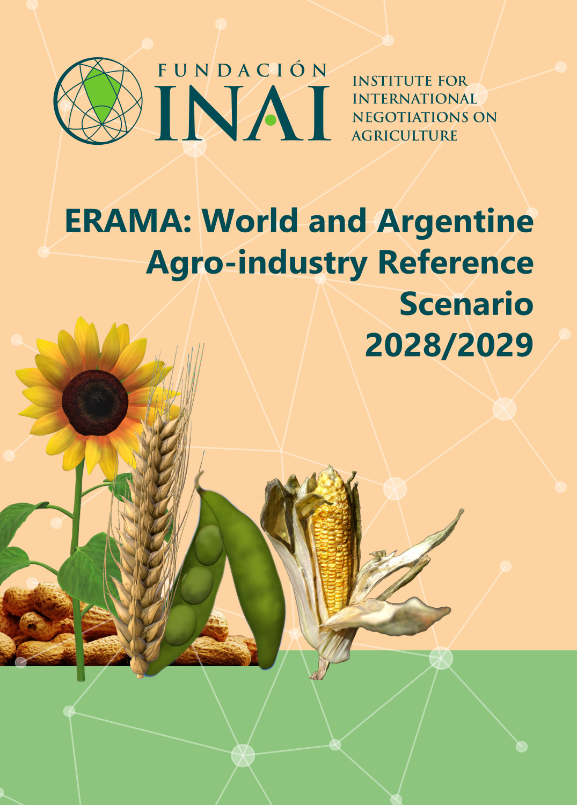 FUNDACIÓN
INAI
INSTITUTE FOR
INTERNATIONAL
NEGOTIATIONS ON
AGRICULTURE
ERAMA: World and Argentine
Agro-industry Reference
Scenario
2028/2029